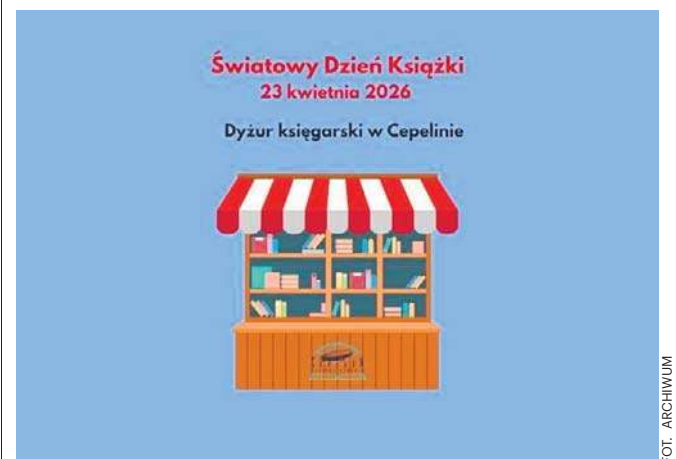 Światowy Dzień Książki
23 kwietnia 2026
Dyżur księgarski w Cepelinie
FOT. ARCHIWUM